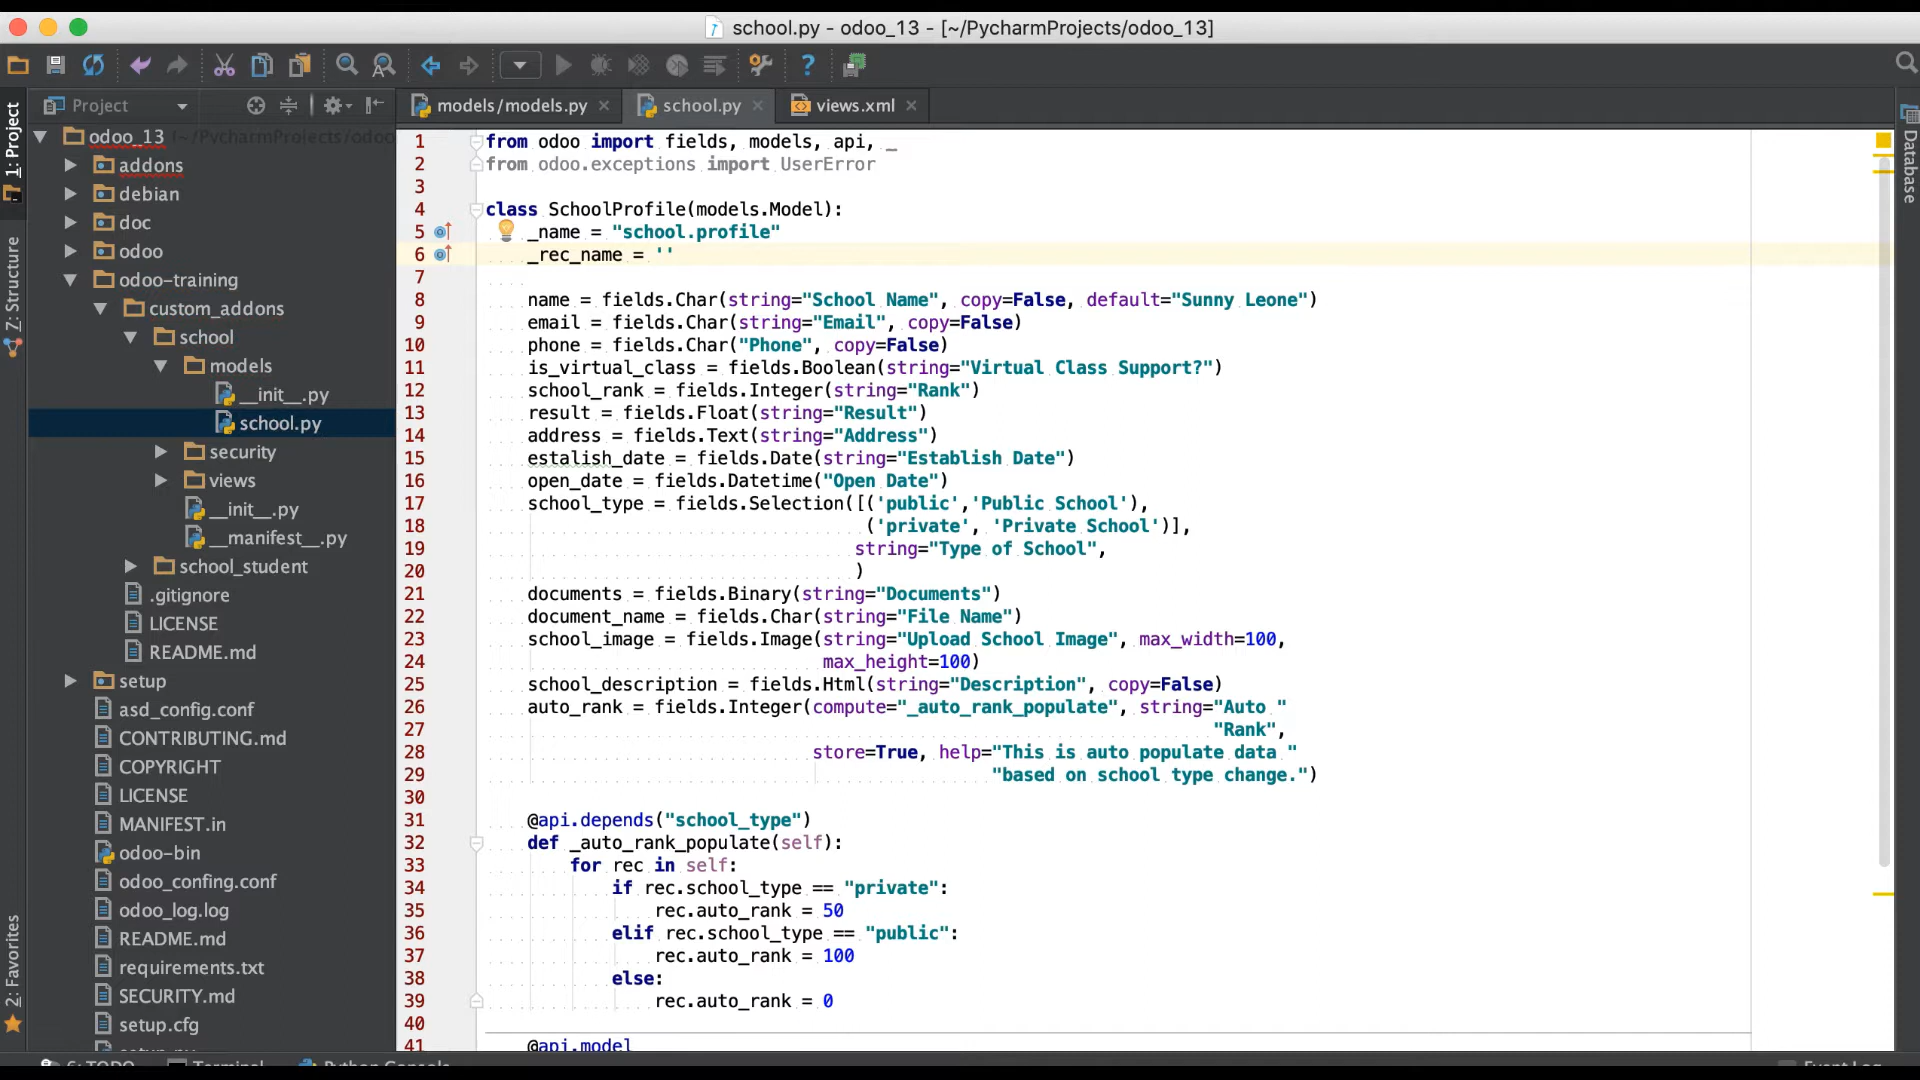 school.py - odoo_13 - [~/PycharmProjects/odoo_13]
Project
models/models.py
school.py
views.xml
1: Project
Z: Structure
2: Favorites
Database
odoo_13 (~/PycharmProjects/odoo
addons
debian
doc
odoo
odoo-training
custom_addons
school
models
__init__.py
school.py
security
views
__init__.py
__manifest__.py
school_student
.gitignore
LICENSE
README.md
setup
asd_config.conf
CONTRIBUTING.md
COPYRIGHT
LICENSE
MANIFEST.in
odoo-bin
odoo_confing.conf
odoo_log.log
README.md
requirements.txt
SECURITY.md
setup.cfg
1 from odoo import fields, models, api, _
2 from odoo.exceptions import UserError
3
4 class SchoolProfile(models.Model):
5 _name = "school.profile"
6 _rec_name = ''
7
8 name = fields.Char(string="School Name", copy=False, default="Sunny Leone")
9 email = fields.Char(string="Email", copy=False)
10 phone = fields.Char("Phone", copy=False)
11 is_virtual_class = fields.Boolean(string="Virtual Class Support?")
12 school_rank = fields.Integer(string="Rank")
13 result = fields.Float(string="Result")
14 address = fields.Text(string="Address")
15 estalish_date = fields.Date(string="Establish Date")
16 open_date = fields.Datetime("Open Date")
17 school_type = fields.Selection([('public','Public School'),
18 ('private', 'Private School')],
19 string="Type of School",
20 )
21 documents = fields.Binary(string="Documents")
22 document_name = fields.Char(string="File Name")
23 school_image = fields.Image(string="Upload School Image", max_width=100,
24 max_height=100)
25 school_description = fields.Html(string="Description", copy=False)
26 auto_rank = fields.Integer(compute="_auto_rank_populate", string="Auto "
27 "Rank",
28 store=True, help="This is auto populate data "
29 "based on school type change.")
30
31 @api.depends("school_type")
32 def _auto_rank_populate(self):
33 for rec in self:
34 if rec.school_type == "private":
35 rec.auto_rank = 50
36 elif rec.school_type == "public":
37 rec.auto_rank = 100
38 else:
39 rec.auto_rank = 0
40
41 @api.model
6: TODO Terminal Python Console Event Log